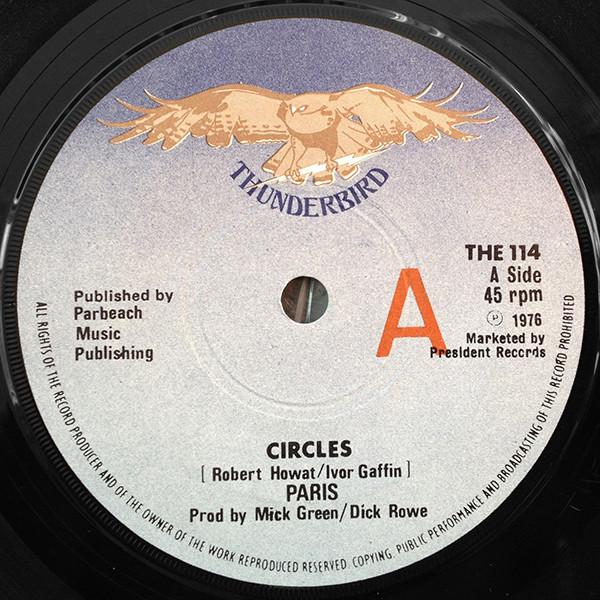 THUNDERBIRD
THE 114
A Side
45 rpm
Ⓟ 1976
Marketed by
President Records
A
Published by
Parbeach
Music
Publishing
CIRCLES
[ Robert Howat/Ivor Gaffin ]
PARIS
Prod by Mick Green/Dick Rowe
ALL RIGHTS OF THE RECORD PRODUCER AND OF THE OWNER OF THE WORK REPRODUCED RESERVED. COPYING, PUBLIC PERFORMANCE AND BROADCASTING OF THIS RECORD PROHIBITED